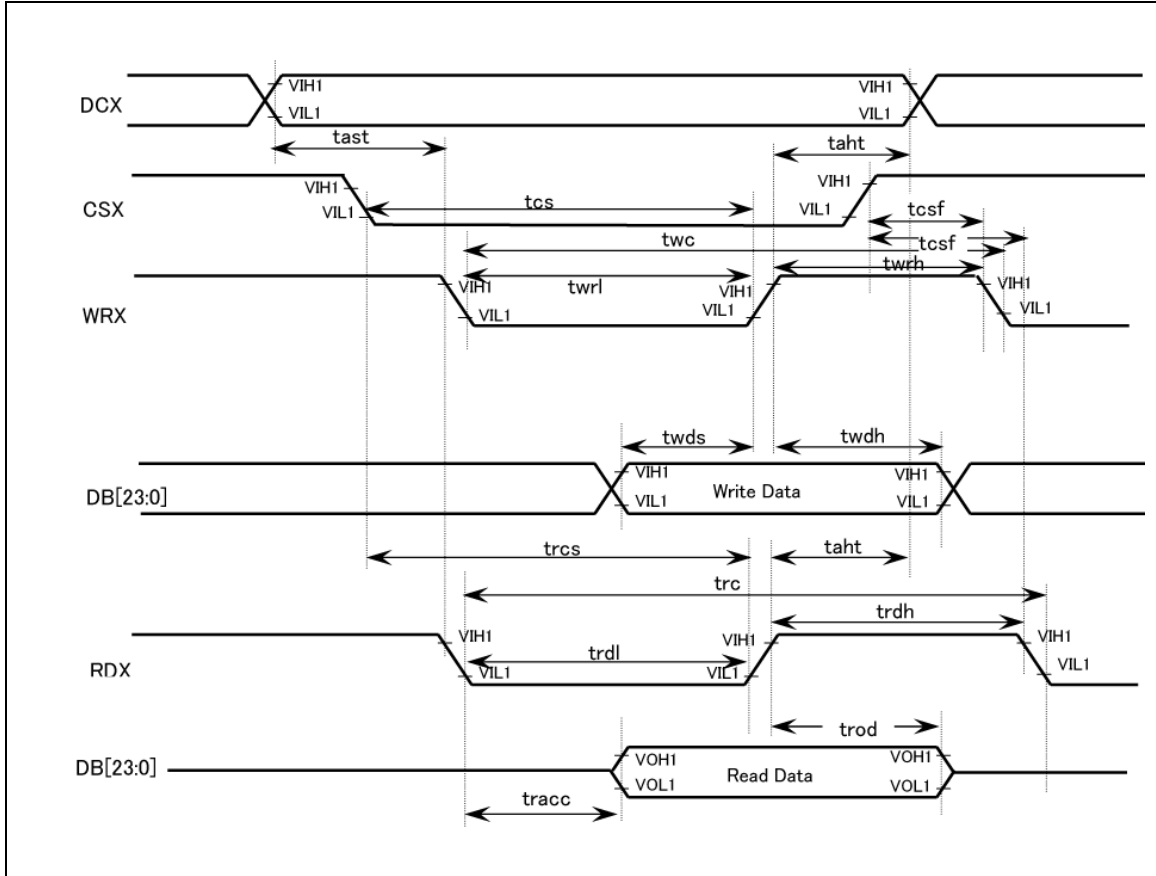 DCX
VIH1
VIL1
VIH1
VIL1
tast
taht
CSX
VIH1
VIL1
VIH1
VIL1
tcs
tcsf
twc
tcsf
twrl
twrh
WRX
VIH1
VIL1
VIH1
VIL1
VIH1
VIL1
twds
twdh
DB[23:0]
VIH1
VIL1
Write Data
VIH1
VIL1
trcs
taht
trc
trdh
RDX
VIH1
VIL1
trdl
VIH1
VIL1
VIH1
VIL1
trod
DB[23:0]
VOH1
VOL1
Read Data
VOH1
VOL1
tracc